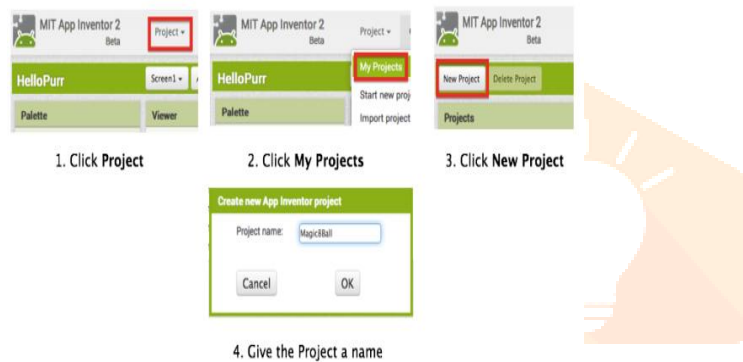 MIT App Inventor 2
Beta
Project
HelloPurr
Screen1
Palette
Viewer
1. Click Project
MIT App Inventor 2
Beta
Project
My Projects
HelloPurr
Start new proj
Palette
Import project
2. Click My Projects
MIT App Inventor 2
Beta
New Project
Delete Project
Projects
3. Click New Project
Create new App Inventor project
Project name: Magic8Ball
Cancel OK
4. Give the Project a name